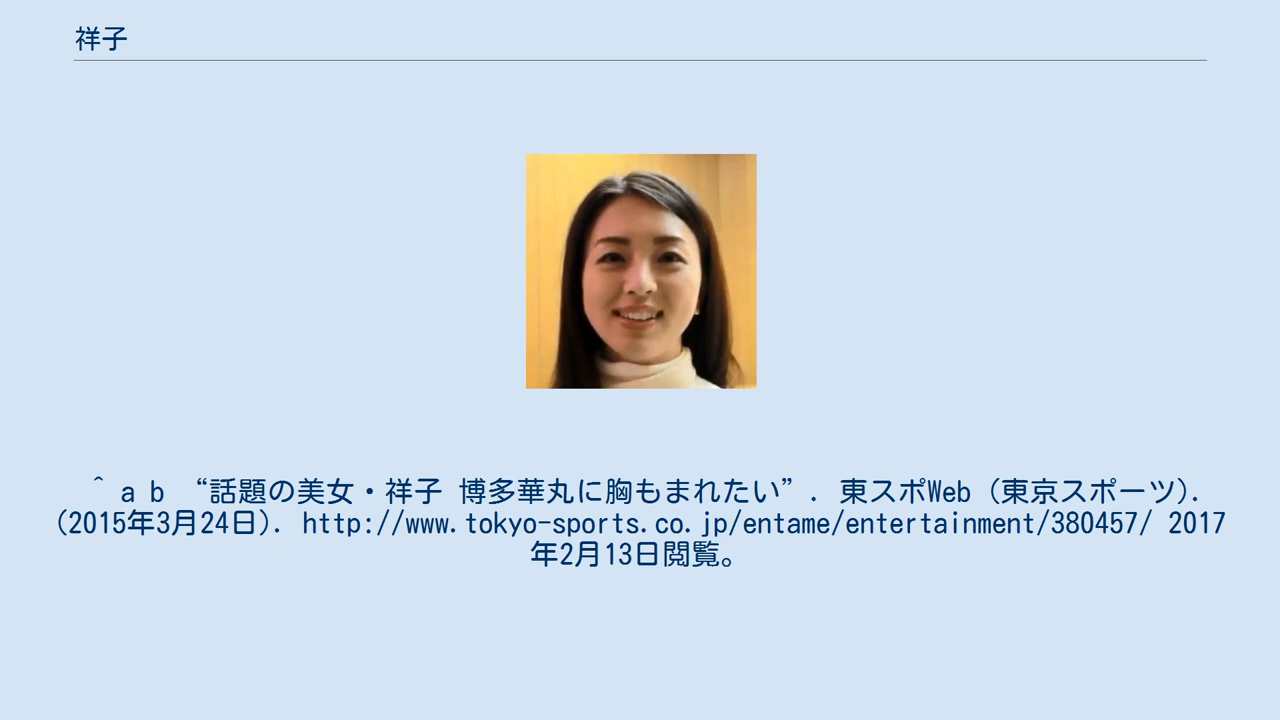 祥子
^ a b “話題の美女・祥子 博多華丸に胸もまれたい”. 東スポWeb (東京スポーツ).
(2015年3月24日). http://www.tokyo-sports.co.jp/entame/entertainment/380457/ 2017
年2月13日閲覧。